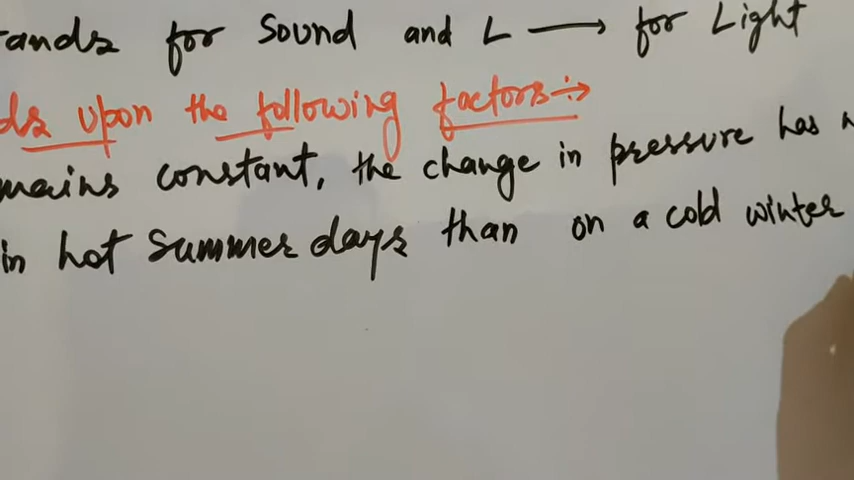 ands for Sound and L → for Light
ds upon the following factors:→
mains constant, the change in pressure has
in hot Summer days than on a cold winter